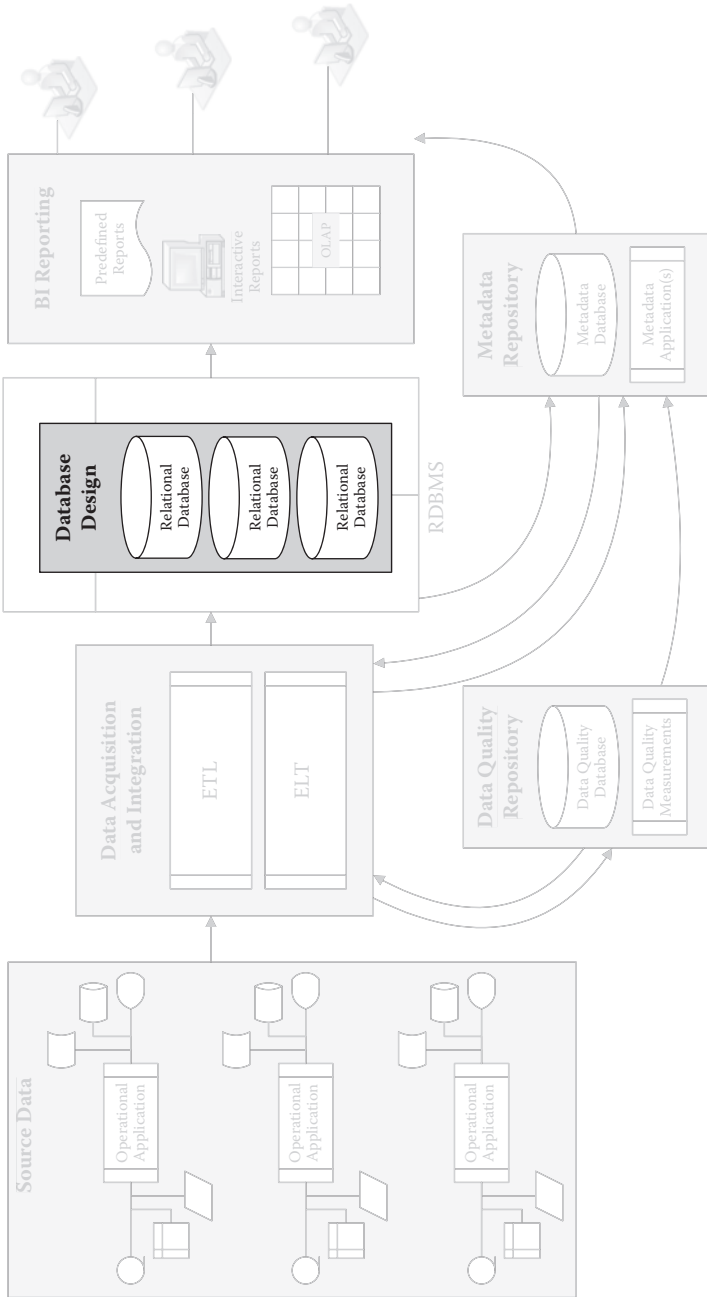 Source Data
Operational
Application
Operational
Application
Operational
Application
Data Acquisition
and Integration
ETL
ELT
Data Quality
Repository
Data Quality
Database
Data Quality
Measurements
Database
Design
Relational
Database
Relational
Database
Relational
Database
RDBMS
Metadata
Repository
Metadata
Database
Metadata
Application(s)
BI Reporting
Predefined
Reports
Interactive
Reports
OLAP